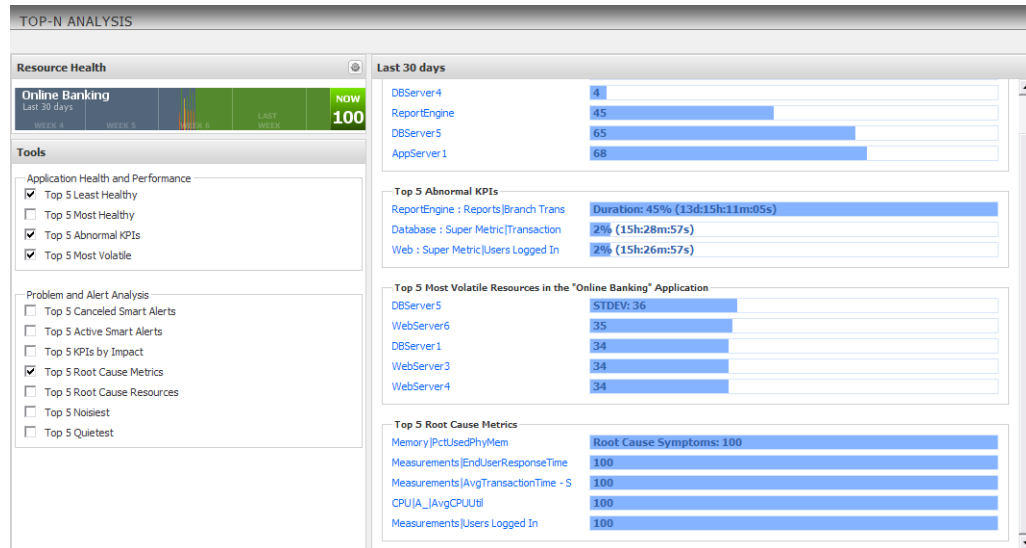 TOP-N ANALYSIS
Resource Health
Online Banking
Last 30 days
WEEK 4 WEEK 5 WEEK 6 LAST WEEK
NOW
100
Tools
Application Health and Performance
Top 5 Least Healthy
Top 5 Most Healthy
Top 5 Abnormal KPIs
Top 5 Most Volatile
Problem and Alert Analysis
Top 5 Canceled Smart Alerts
Top 5 Active Smart Alerts
Top 5 KPIs by Impact
Top 5 Root Cause Metrics
Top 5 Root Cause Resources
Top 5 Noisiest
Top 5 Quietest
Last 30 days
DBServer4 4
ReportEngine 45
DBServer5 65
AppServer1 68
Top 5 Abnormal KPIs
ReportEngine : Reports|Branch Trans Duration: 45% (13d:15h:11m:05s)
Database : Super Metric|Transaction 2% (15h:28m:57s)
Web : Super Metric|Users Logged In 2% (15h:26m:57s)
Top 5 Most Volatile Resources in the "Online Banking" Application
DBServer5 STDEV: 36
WebServer6 35
DBServer1 34
WebServer3 34
WebServer4 34
Top 5 Root Cause Metrics
Memory|PctUsedPhyMem Root Cause Symptoms: 100
Measurements|EndUserResponseTime 100
Measurements|AvgTransactionTime - S 100
CPU|A_|AvgCPUUtil 100
Measurements|Users Logged In 100